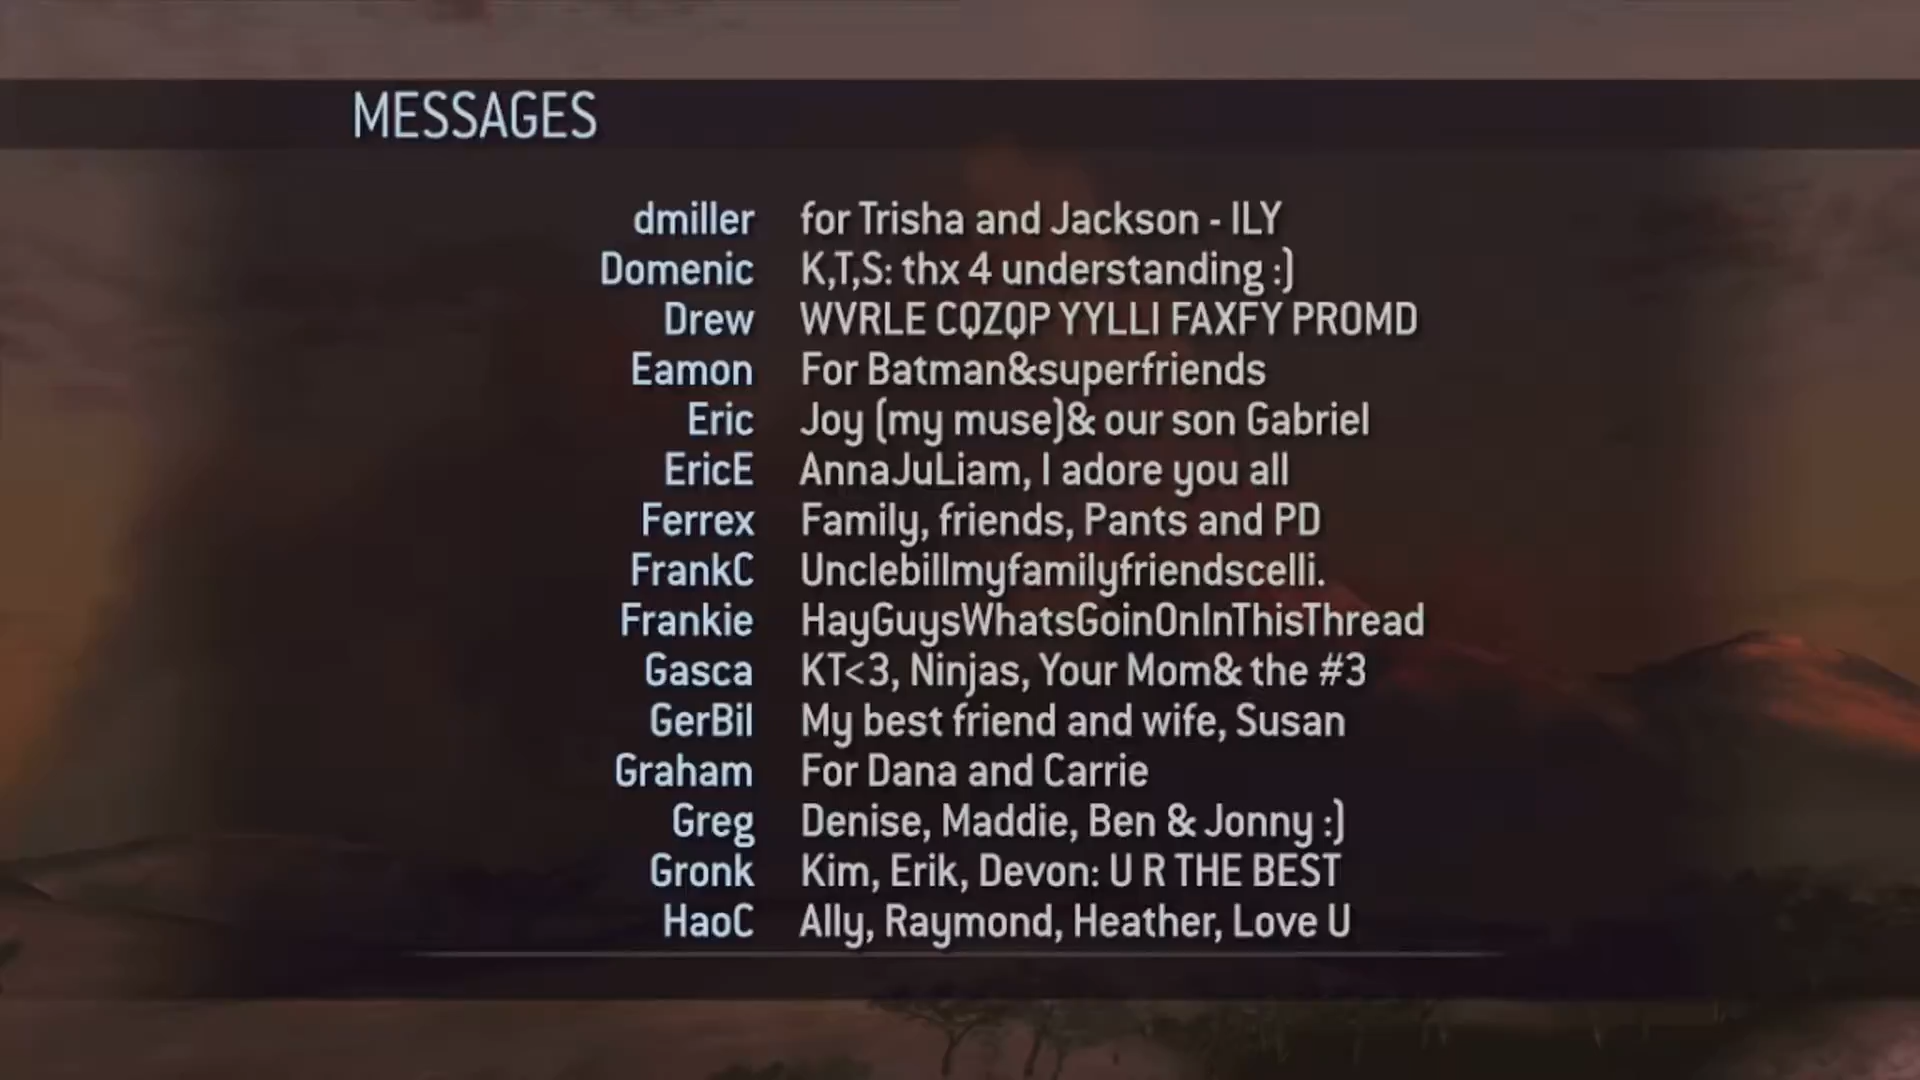 MESSAGES
dmiller for Trisha and Jackson - ILY
Domenic K,T,S: thx 4 understanding :)
Drew WVRLE CQZQP YYLLI FAXFY PROMD
Eamon For Batman&superfriends
Eric Joy (my muse)& our son Gabriel
EricE AnnaJuLiam, I adore you all
Ferrex Family, friends, Pants and PD
FrankC Unclebillmyfamilyfriendscelli.
Frankie HayGuysWhatsGoinOnInThisThread
Gasca KT<3, Ninjas, Your Mom& the #3
GerBil My best friend and wife, Susan
Graham For Dana and Carrie
Greg Denise, Maddie, Ben & Jonny :)
Gronk Kim, Erik, Devon: U R THE BEST
HaoC Ally, Raymond, Heather, Love U